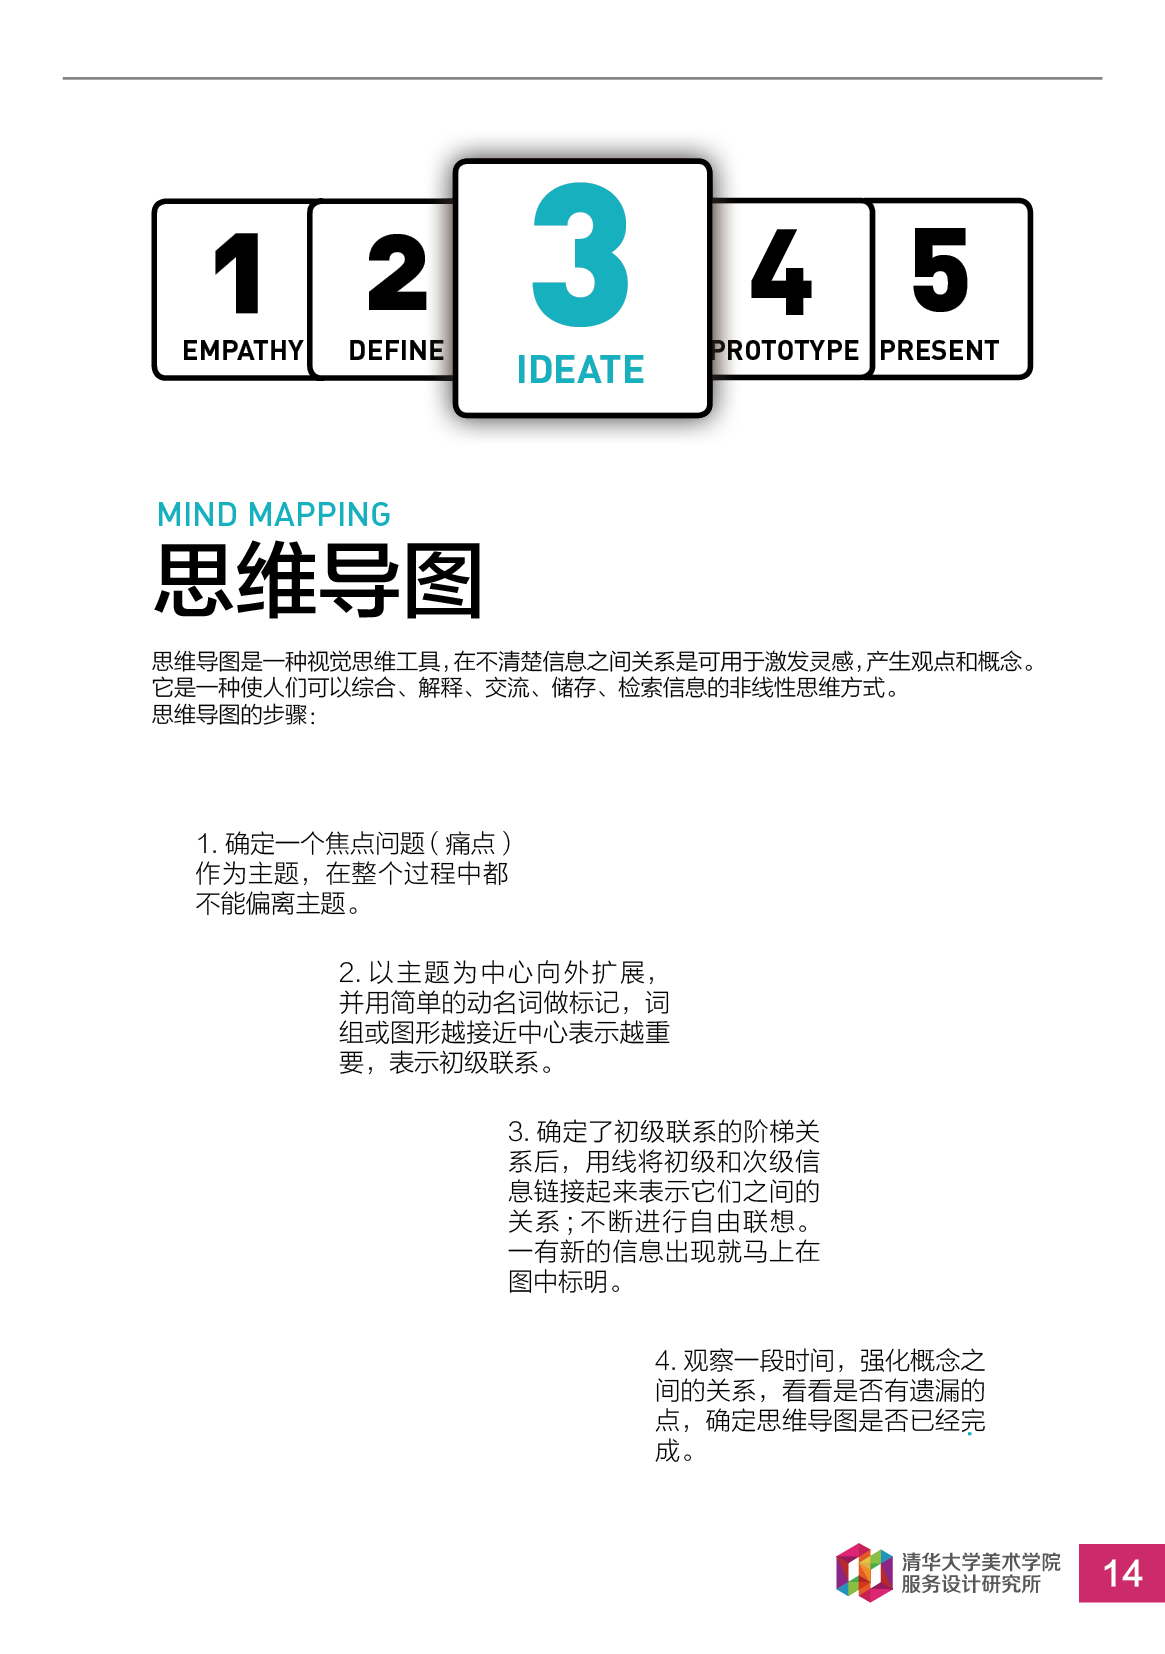 1
EMPATHY
2
DEFINE
3
IDEATE
4
PROTOTYPE
5
PRESENT
MIND MAPPING
思维导图
思维导图是一种视觉思维工具，在不清楚信息之间关系是可用于激发灵感，产生观点和概念。
它是一种使人们可以综合、解释、交流、储存、检索信息的非线性思维方式。
思维导图的步骤：
1. 确定一个焦点问题（痛点）
作为主题，在整个过程中都
不能偏离主题。
2. 以主题为中心向外扩展，
并用简单的动名词做标记，词
组或图形越接近中心表示越重
要，表示初级联系。
3. 确定了初级联系的阶梯关
系后，用线将初级和次级信
息链接起来表示它们之间的
关系；不断进行自由联想。
一有新的信息出现就马上在
图中标明。
4. 观察一段时间，强化概念之
间的关系，看看是否有遗漏的
点，确定思维导图是否已经完
成。
清华大学美术学院
服务设计研究所
14